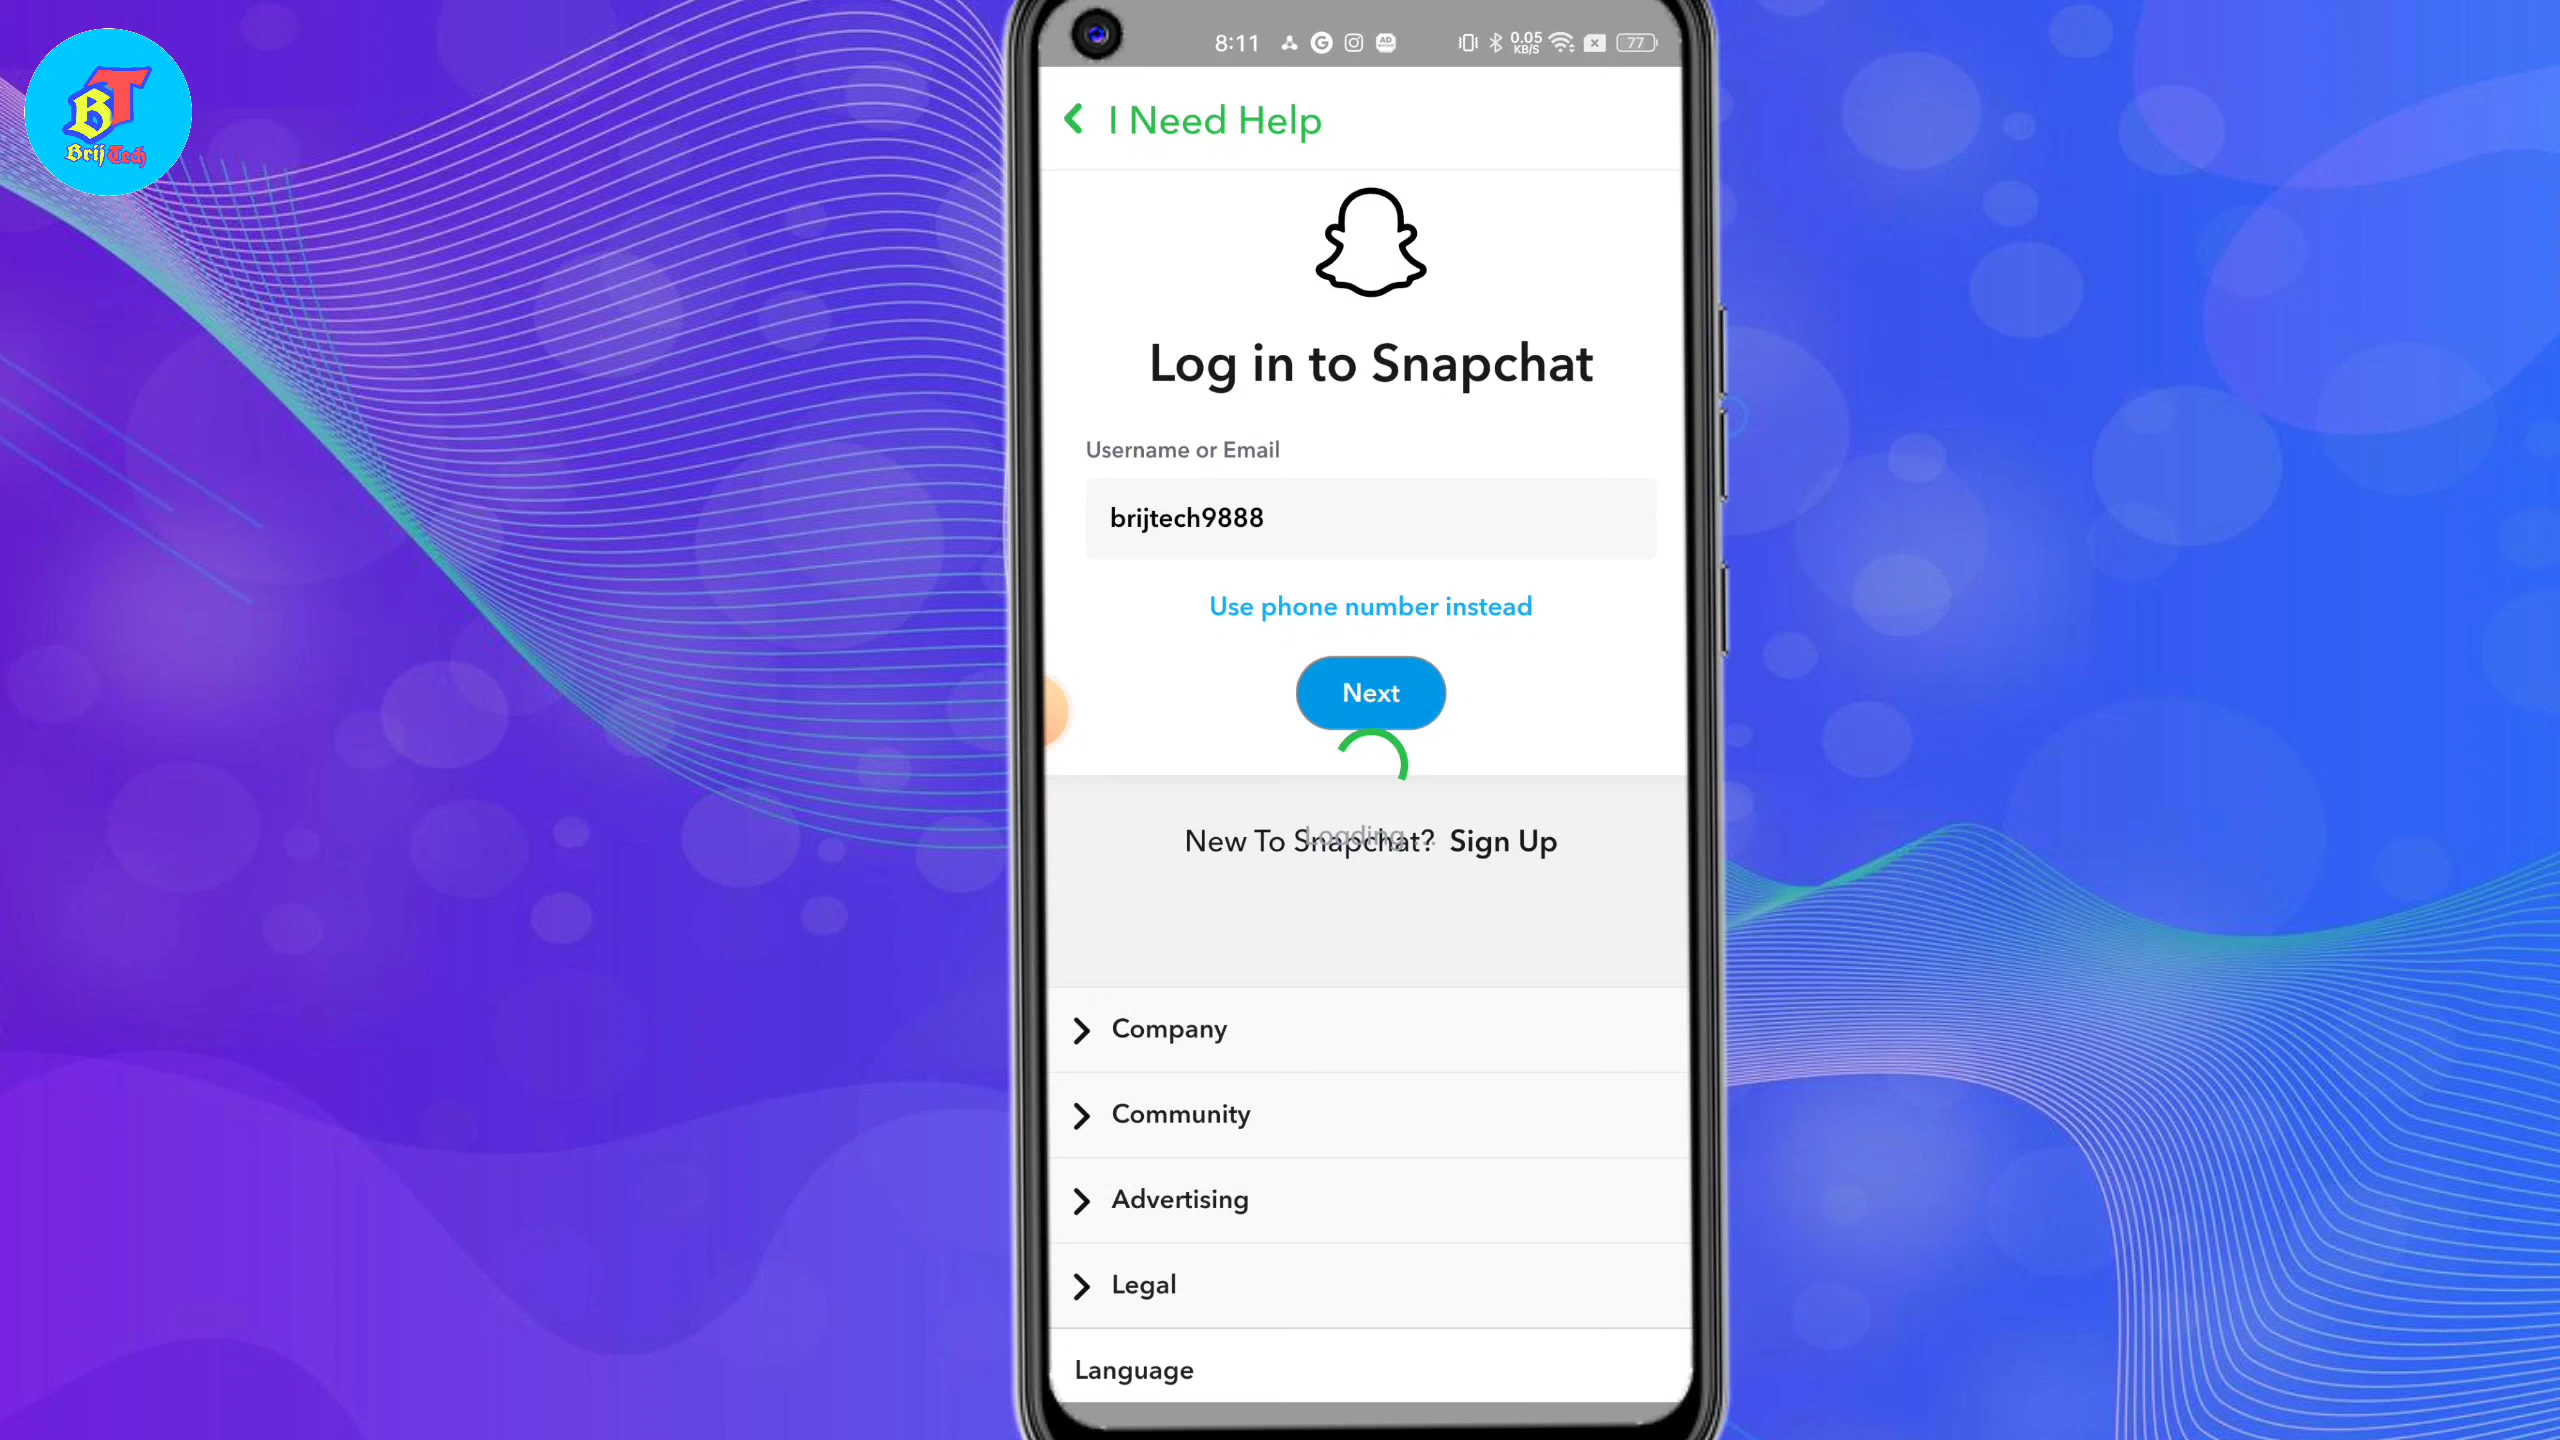 BT
Brij Tech
8:11
0.05
KB/S
77
I Need Help
Log in to Snapchat
Username or Email
brijtech9888
Use phone number instead
Next
Loading ...
New To Snapchat? Sign Up
Company
Community
Advertising
Legal
Language